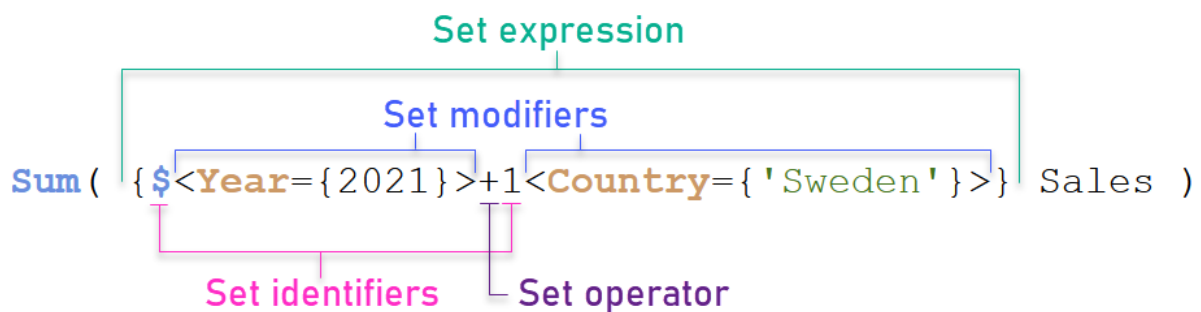 Set expression
Set modifiers
Sum( {$<Year={2021}>+1<Country={'Sweden'}>} Sales )
Set identifiers
Set operator